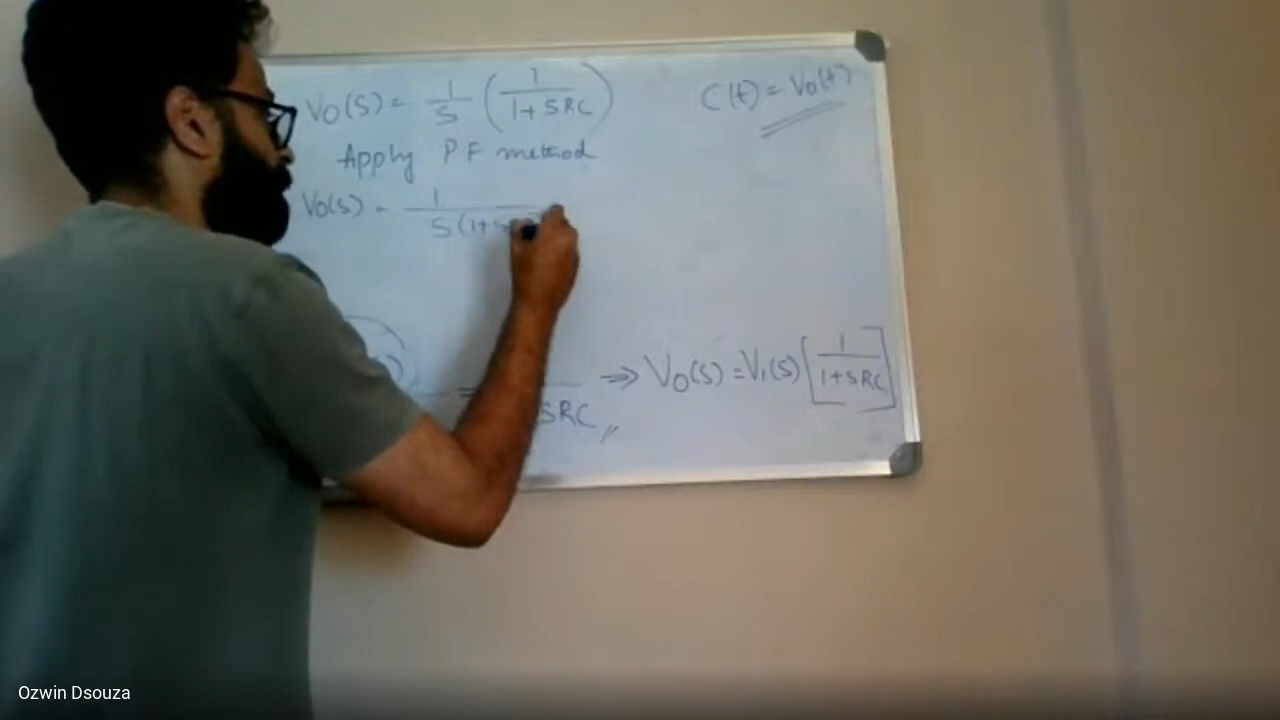 Vo(s) = 1/s (1/(1+SRC))
C(t) = Vo(t)
Apply PF method
Vo(s) = 1/S(1+S
⇒ Vo(s) = Vi(s) [1/(1+SRC)]
SRC
Ozwin Dsouza